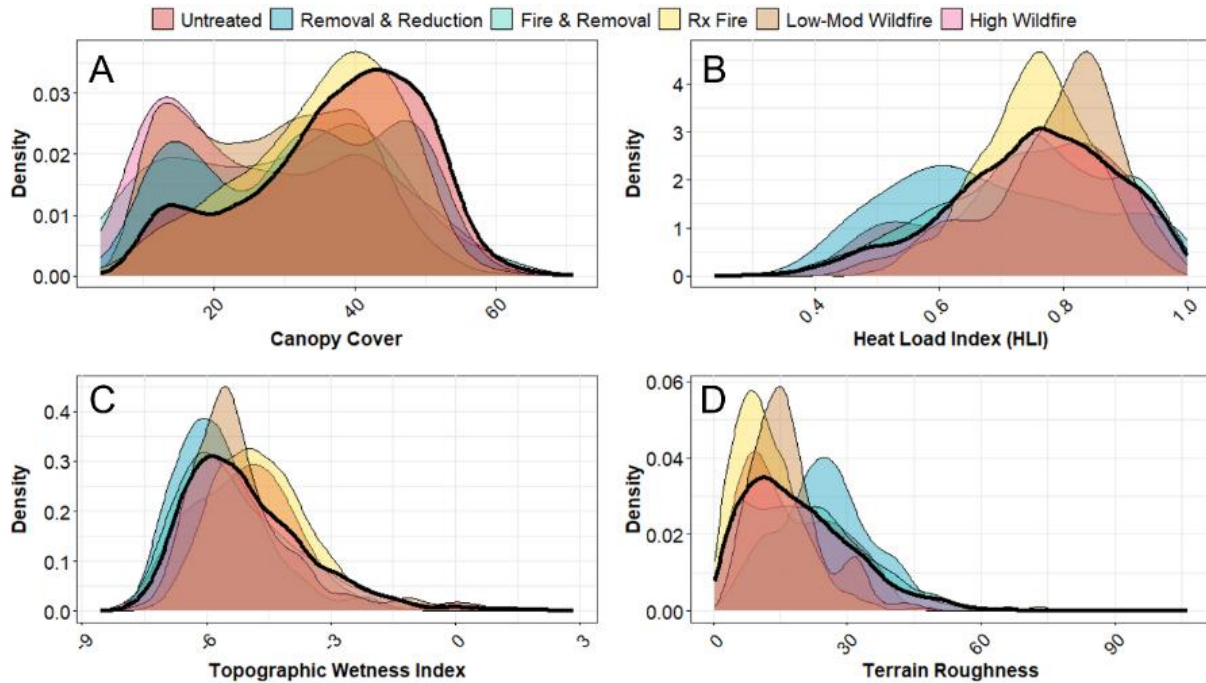 Untreated Removal & Reduction Fire & Removal Rx Fire Low-Mod Wildfire High Wildfire
A
Density
0.03
0.02
0.01
0.00
20 40 60
Canopy Cover
B
Density
4
3
2
1
0
0.4 0.6 0.8 1.0
Heat Load Index (HLI)
C
Density
0.4
0.3
0.2
0.1
0.0
-9 -6 -3 0 3
Topographic Wetness Index
D
Density
0.06
0.04
0.02
0.00
0 30 60 90
Terrain Roughness